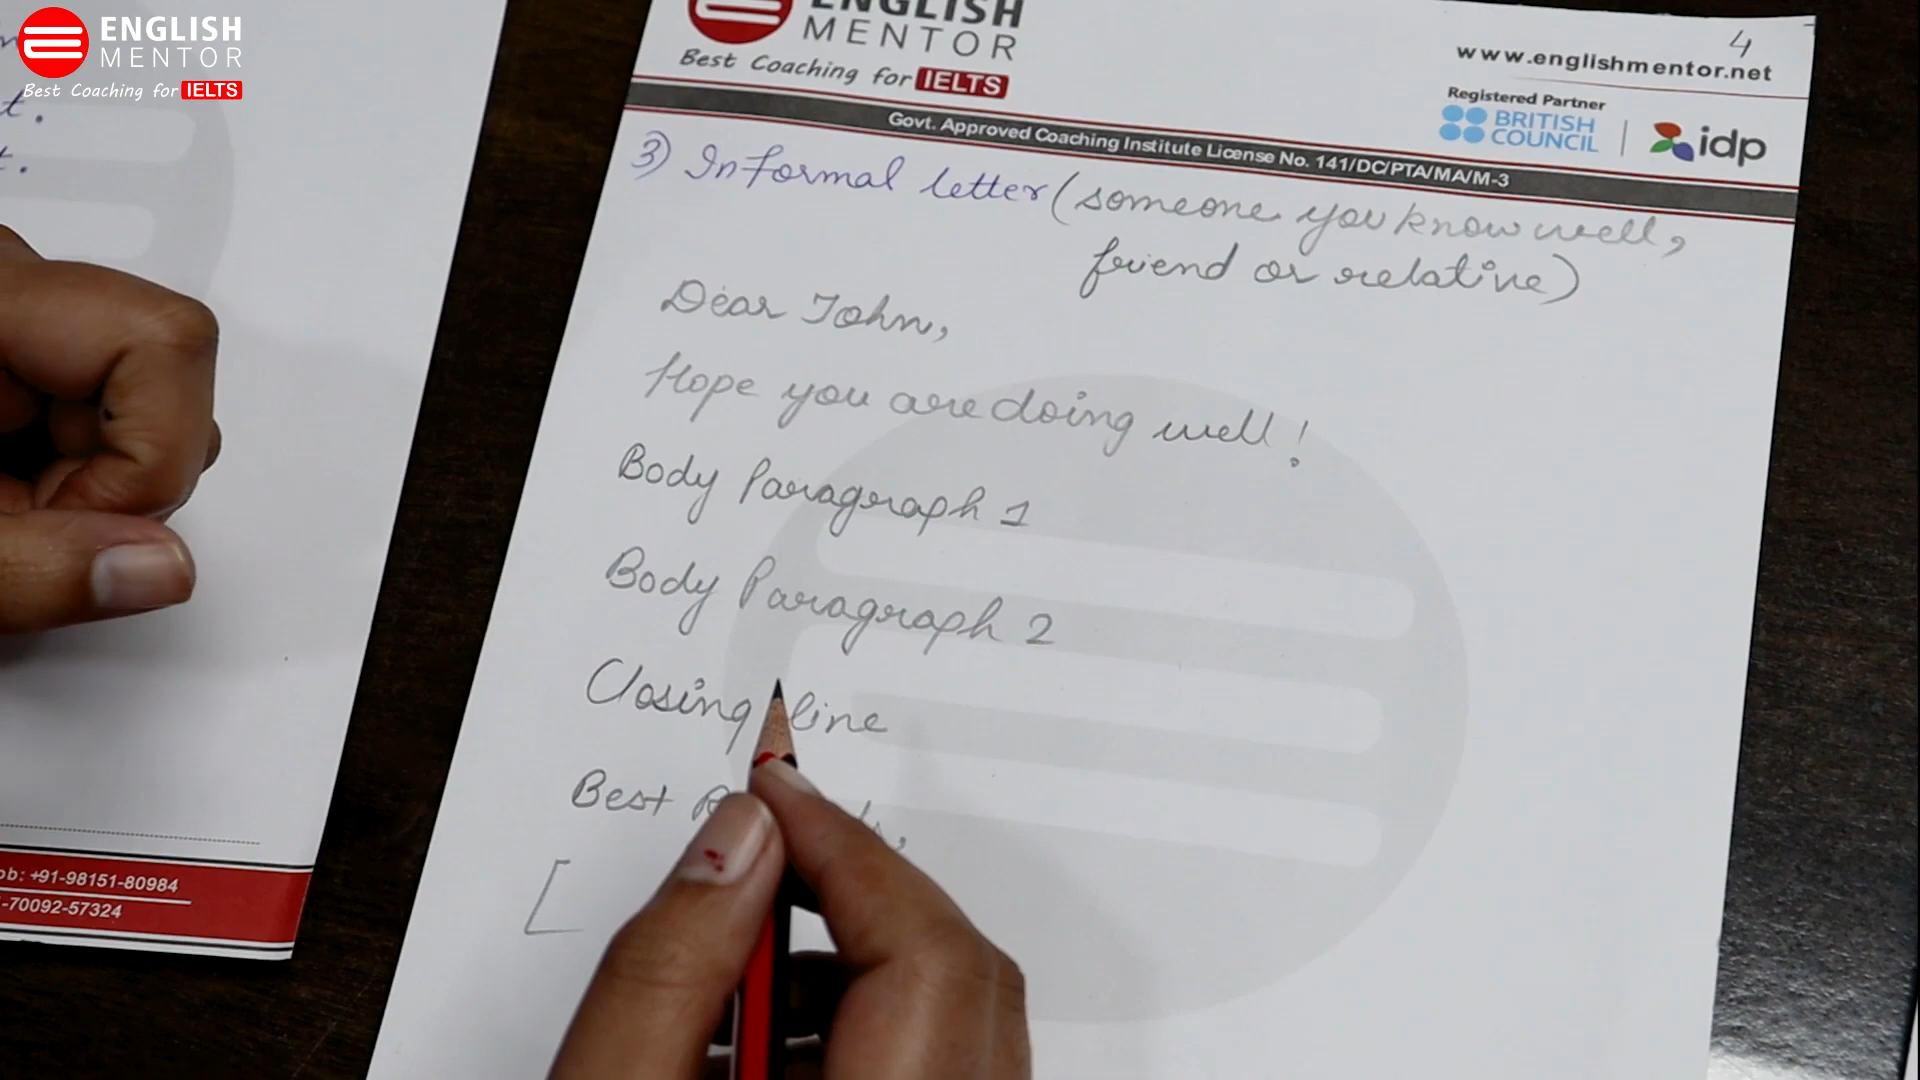 ENGLISH
MENTOR
Best Coaching for IELTS
t.
t.
ob: +91-98151-80984
-70092-57324
ENGLISH
MENTOR
Best Coaching for IELTS
4
www.englishmentor.net
Registered Partner
BRITISH
COUNCIL
idp
Govt. Approved Coaching Institute License No. 141/DC/PTA/MA/M-3
3) Informal letter (someone you know well,
friend or relative)
Dear John,
Hope you are doing well!
Body Paragraph 1
Body Paragraph 2
Closing line
Best
[